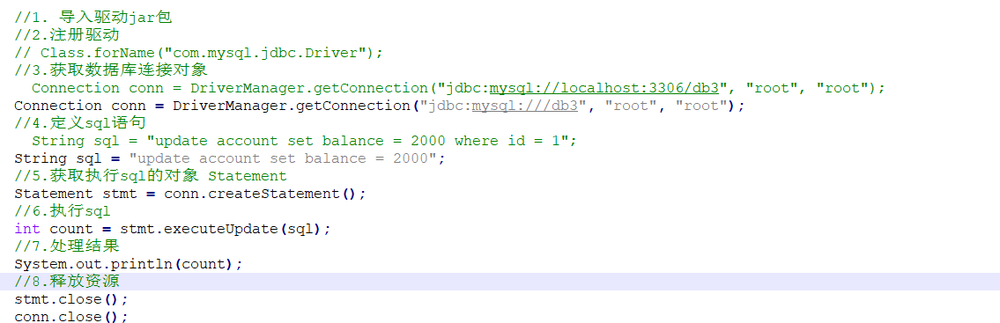 //1. 导入驱动jar包
//2.注册驱动
// Class.forName("com.mysql.jdbc.Driver");
//3.获取数据库连接对象
Connection conn = DriverManager.getConnection("jdbc:mysql://localhost:3306/db3", "root", "root");
Connection conn = DriverManager.getConnection("jdbc:mysql:///db3", "root", "root");
//4.定义sql语句
String sql = "update account set balance = 2000 where id = 1";
String sql = "update account set balance = 2000";
//5.获取执行sql的对象 Statement
Statement stmt = conn.createStatement();
//6.执行sql
int count = stmt.executeUpdate(sql);
//7.处理结果
System.out.println(count);
//8.释放资源
stmt.close();
conn.close();